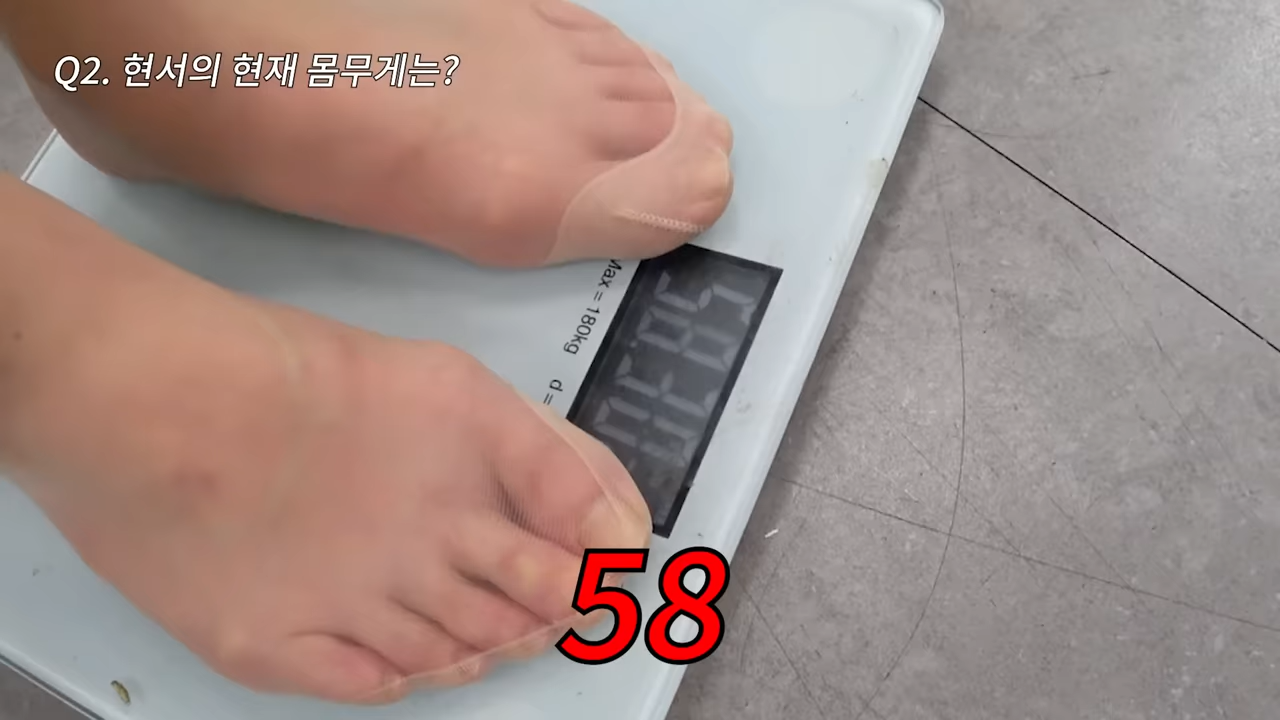 Q2. 현서의 현재 몸무게는?
Max = 180kg d =
58